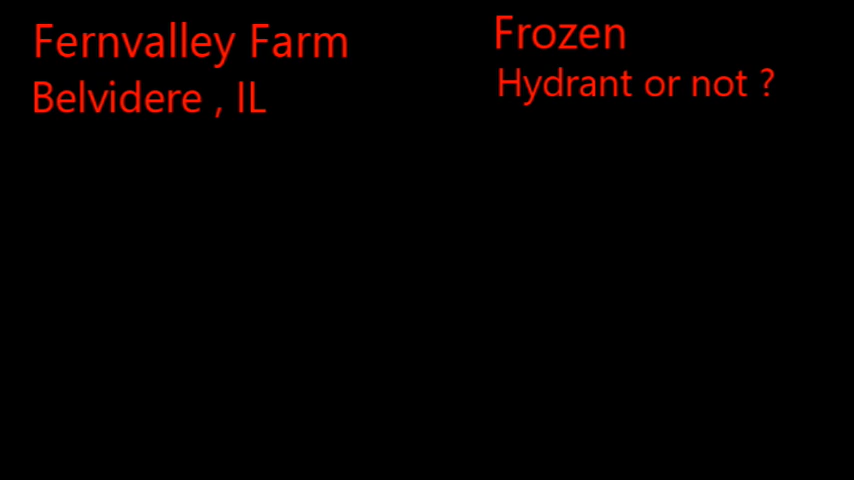 Fernvalley Farm
Belvidere , IL
Frozen
Hydrant or not ?